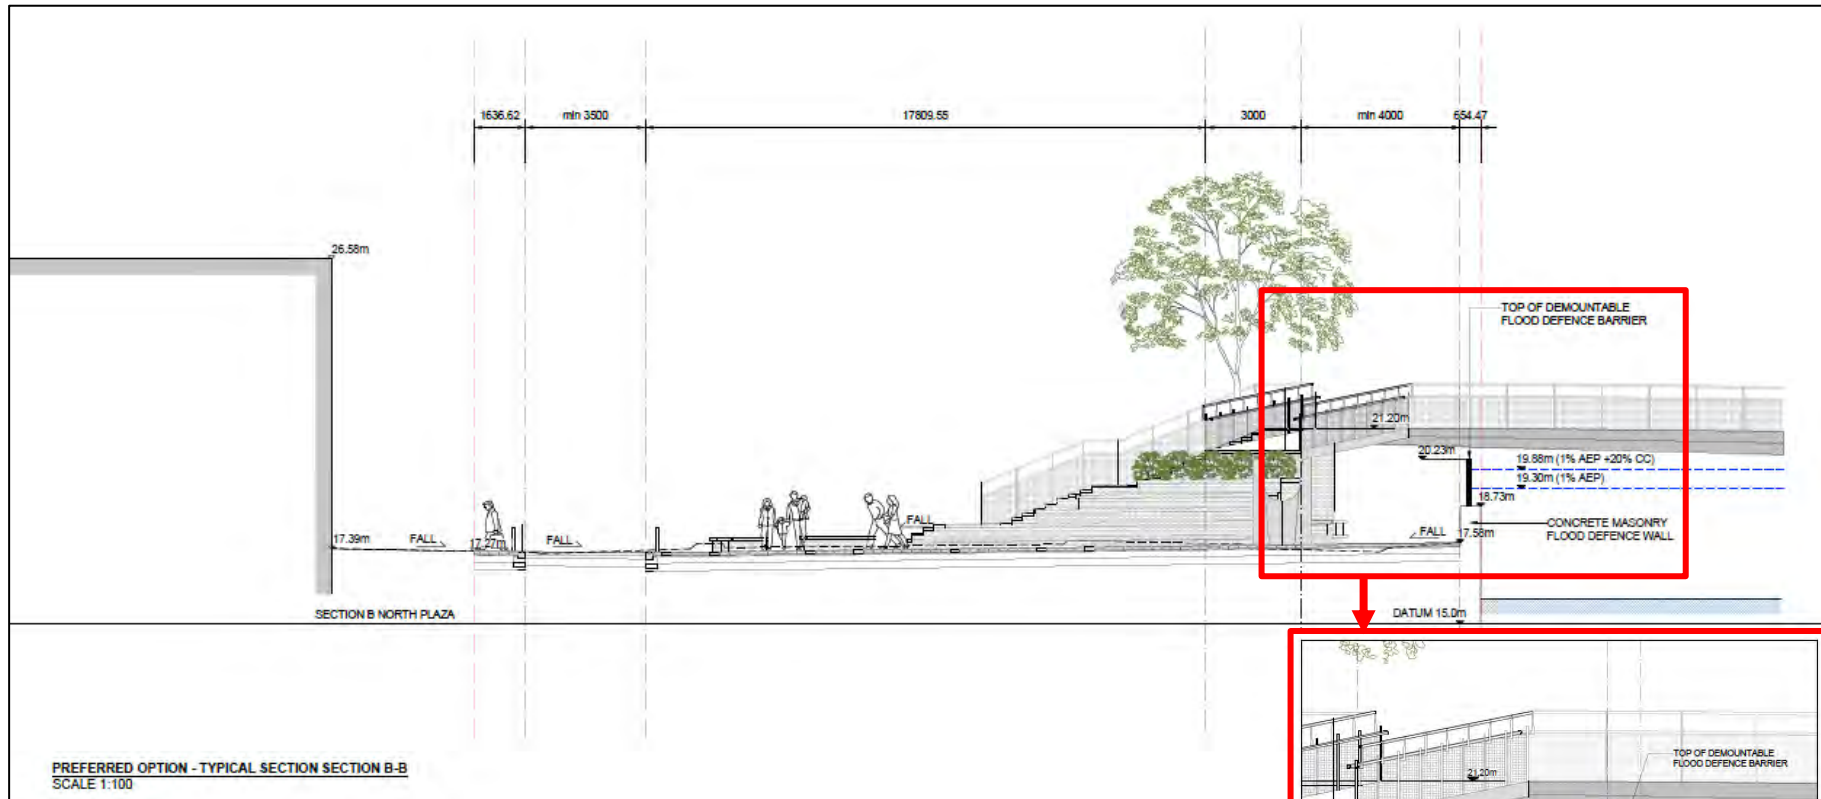 1636.62
min 3500
17809.55
3000
min 4000
654.47
26.58m
TOP OF DEMOUNTABLE
FLOOD DEFENCE BARRIER
21.20m
20.23m
19.88m (1% AEP +20% CC)
19.30m (1% AEP)
18.73m
CONCRETE MASONRY
FLOOD DEFENCE WALL
FALL
17.58m
FALL
17.39m
FALL
FALL
SECTION B NORTH PLAZA
DATUM 15.0m
TOP OF DEMOUNTABLE
FLOOD DEFENCE BARRIER
21.20m
PREFERRED OPTION - TYPICAL SECTION SECTION B-B
SCALE 1:100